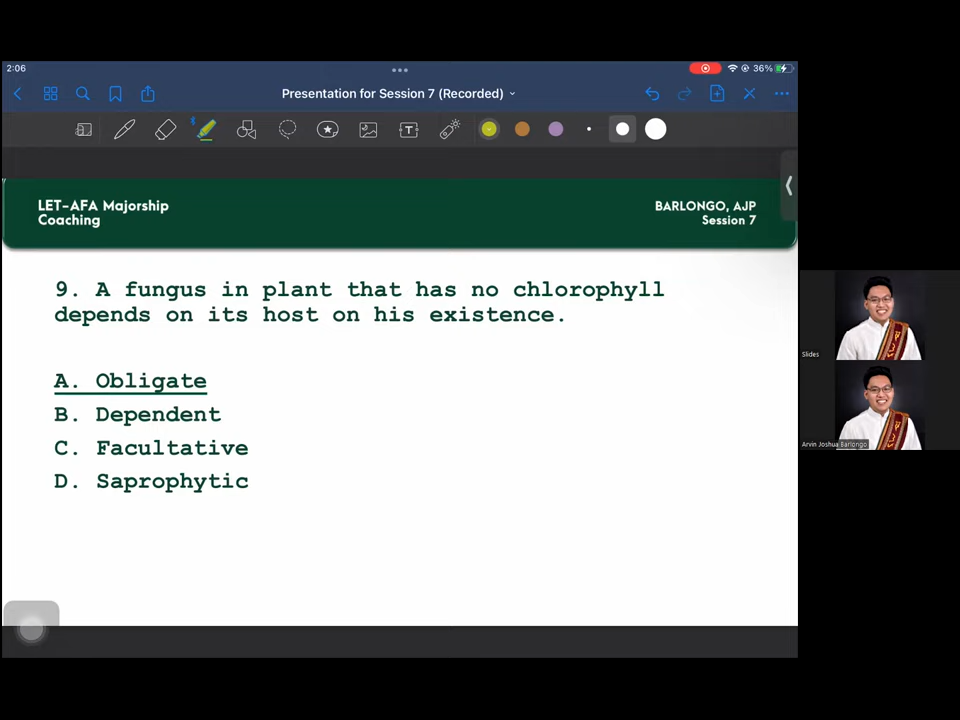 2:06
36%
Presentation for Session 7 (Recorded)
T
LET-AFA Majorship
Coaching
BARLONGO, AJP
Session 7
9. A fungus in plant that has no chlorophyll
depends on its host on his existence.
A. Obligate
B. Dependent
C. Facultative
D. Saprophytic
Slides
Arvin Joshua Barlongo